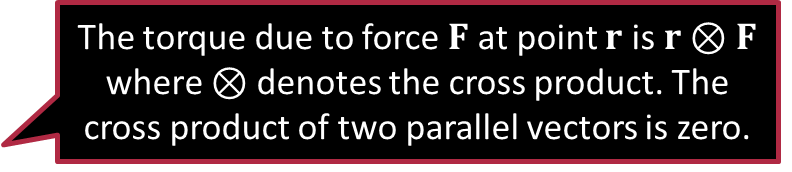 The torque due to force 𝐅 at point 𝐫 is 𝐫 ⨂ 𝐅
where ⨂ denotes the cross product. The
cross product of two parallel vectors is zero.